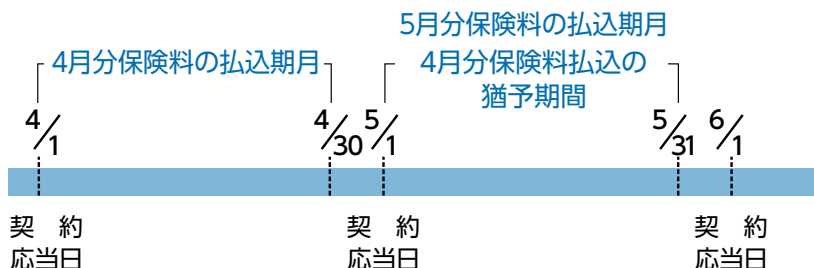 5月分保険料の払込期月
4月分保険料の払込期月
4月分保険料払込の
猶予期間
4/1
4/30
5/1
5/31
6/1
契 約
応当日
契 約
応当日
契 約
応当日